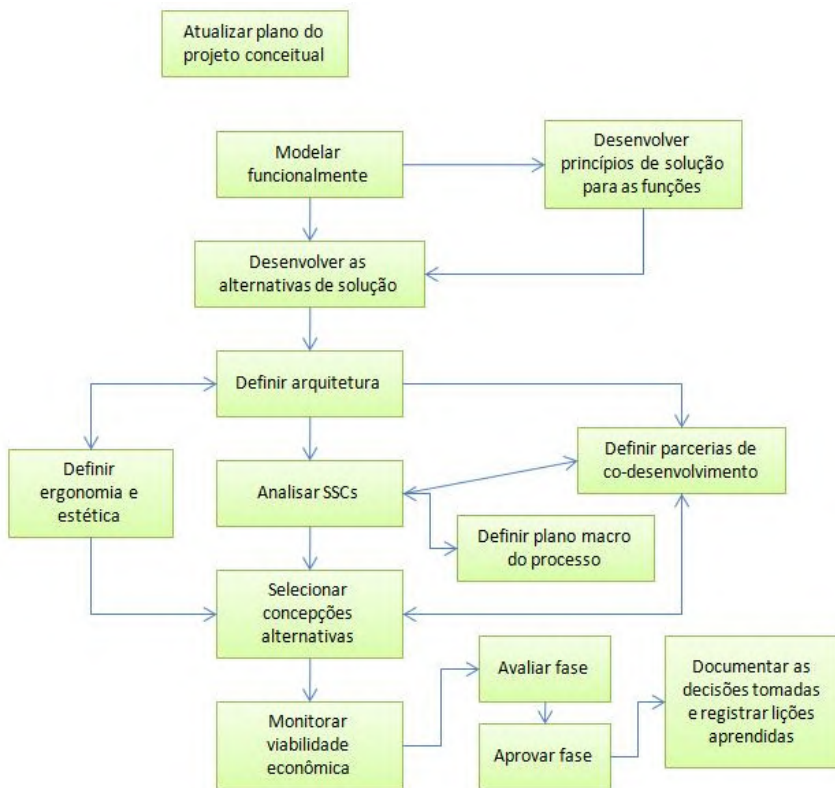 Atualizar plano do
projeto conceitual
Modelar
funcionalmente
Desenvolver
princípios de solução
para as funções
Desenvolver as
alternativas de solução
Definir arquitetura
Definir
ergonomia e
estética
Analisar SSCs
Definir parcerias de
co-desenvolvimento
Definir plano macro
do processo
Selecionar
concepções
alternativas
Monitorar
viabilidade
econômica
Avaliar fase
Aprovar fase
Documentar as
decisões tomadas
e registrar lições
aprendidas